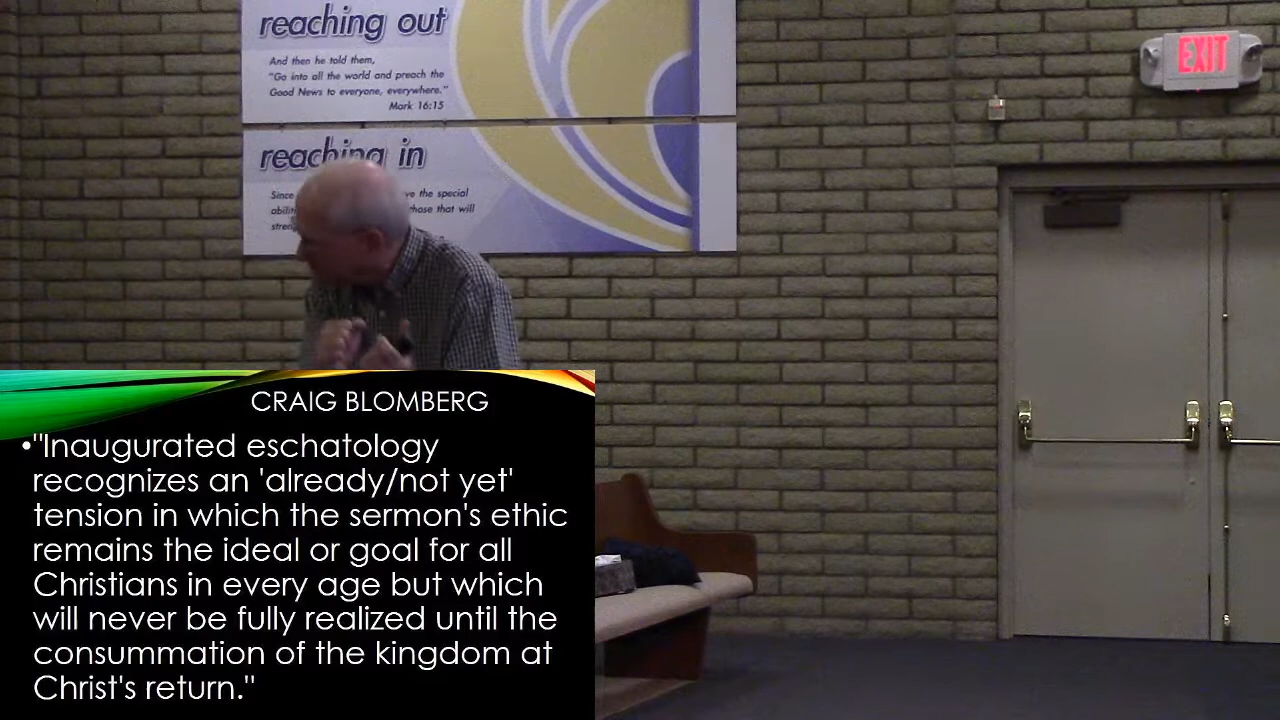 reaching out
And then he told them,
"Go into all the world and preach the
Good News to everyone, everywhere."
Mark 16:15
reaching in
Since ve the special
those that will
EXIT
CRAIG BLOMBERG
•"Inaugurated eschatology
recognizes an 'already/not yet'
tension in which the sermon's ethic
remains the ideal or goal for all
Christians in every age but which
will never be fully realized until the
consummation of the kingdom at
Christ's return."